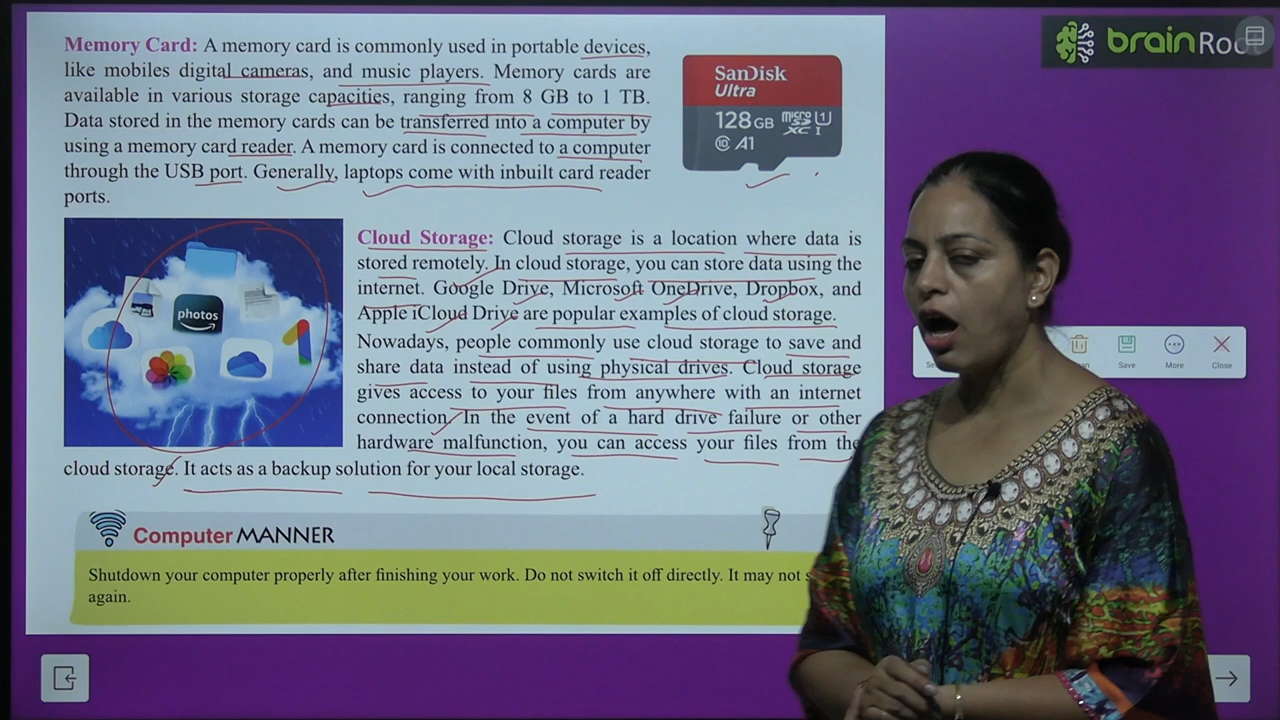 Memory Card: A memory card is commonly used in portable devices,
like mobiles digital cameras, and music players. Memory cards are
available in various storage capacities, ranging from 8 GB to 1 TB.
Data stored in the memory cards can be transferred into a computer by
using a memory card reader. A memory card is connected to a computer
through the USB port. Generally, laptops come with inbuilt card reader
ports.
SanDisk
Ultra
128 GB micro SD XC I U1
10 A1
brain
photos
Cloud Storage: Cloud storage is a location where data is
stored remotely. In cloud storage, you can store data using the
internet. Google Drive, Microsoft OneDrive, Dropbox, and
Apple iCloud Drive are popular examples of cloud storage.
Nowadays, people commonly use cloud storage to save and
share data instead of using physical drives. Cloud storage
gives access to your files from anywhere with an internet
connection. In the event of a hard drive failure or other
hardware malfunction, you can access your files from the
cloud storage. It acts as a backup solution for your local storage.
Save More Close
Computer MANNER
Shutdown your computer properly after finishing your work. Do not switch it off directly. It may not
again.